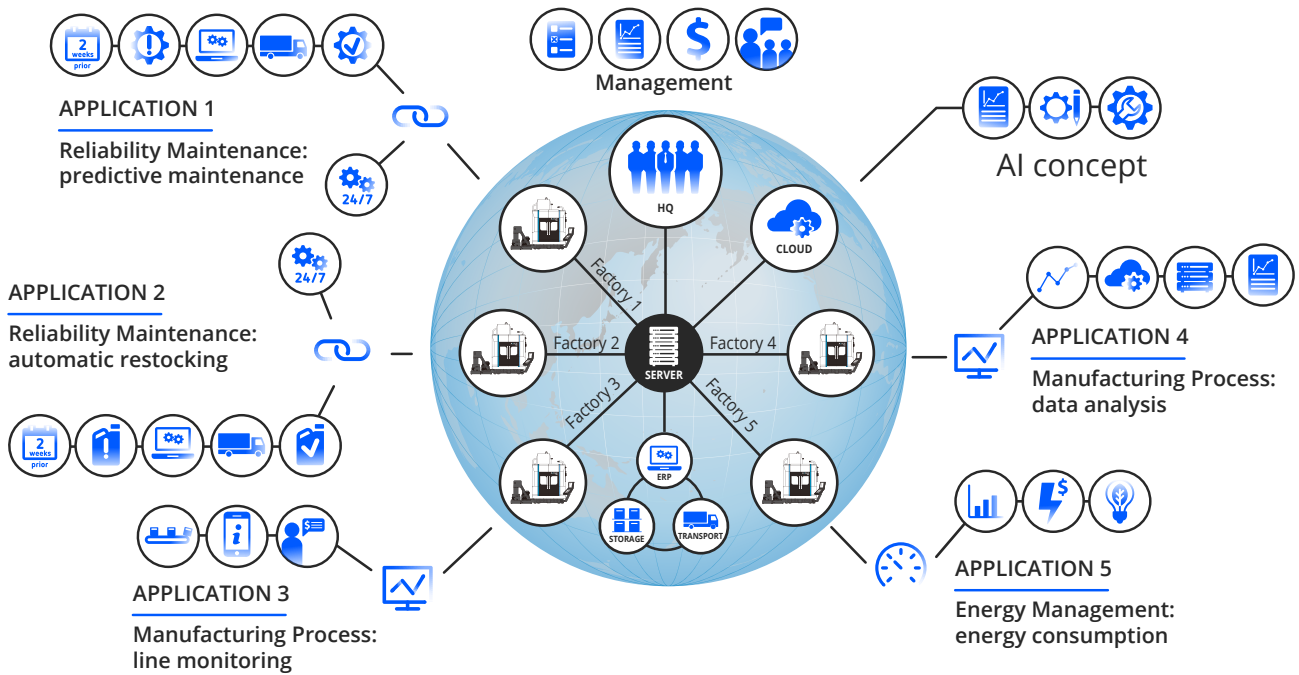 2
weeks
prior
APPLICATION 1
Reliability Maintenance:
predictive maintenance
24/7
24/7
APPLICATION 2
Reliability Maintenance:
automatic restocking
2
weeks
prior
APPLICATION 3
Manufacturing Process:
line monitoring
$
Management
HQ
CLOUD
Factory 1
Factory 2
Factory 3
SERVER
Factory 4
Factory 5
ERP
STORAGE
TRANSPORT
AI concept
APPLICATION 4
Manufacturing Process:
data analysis
$
APPLICATION 5
Energy Management:
energy consumption